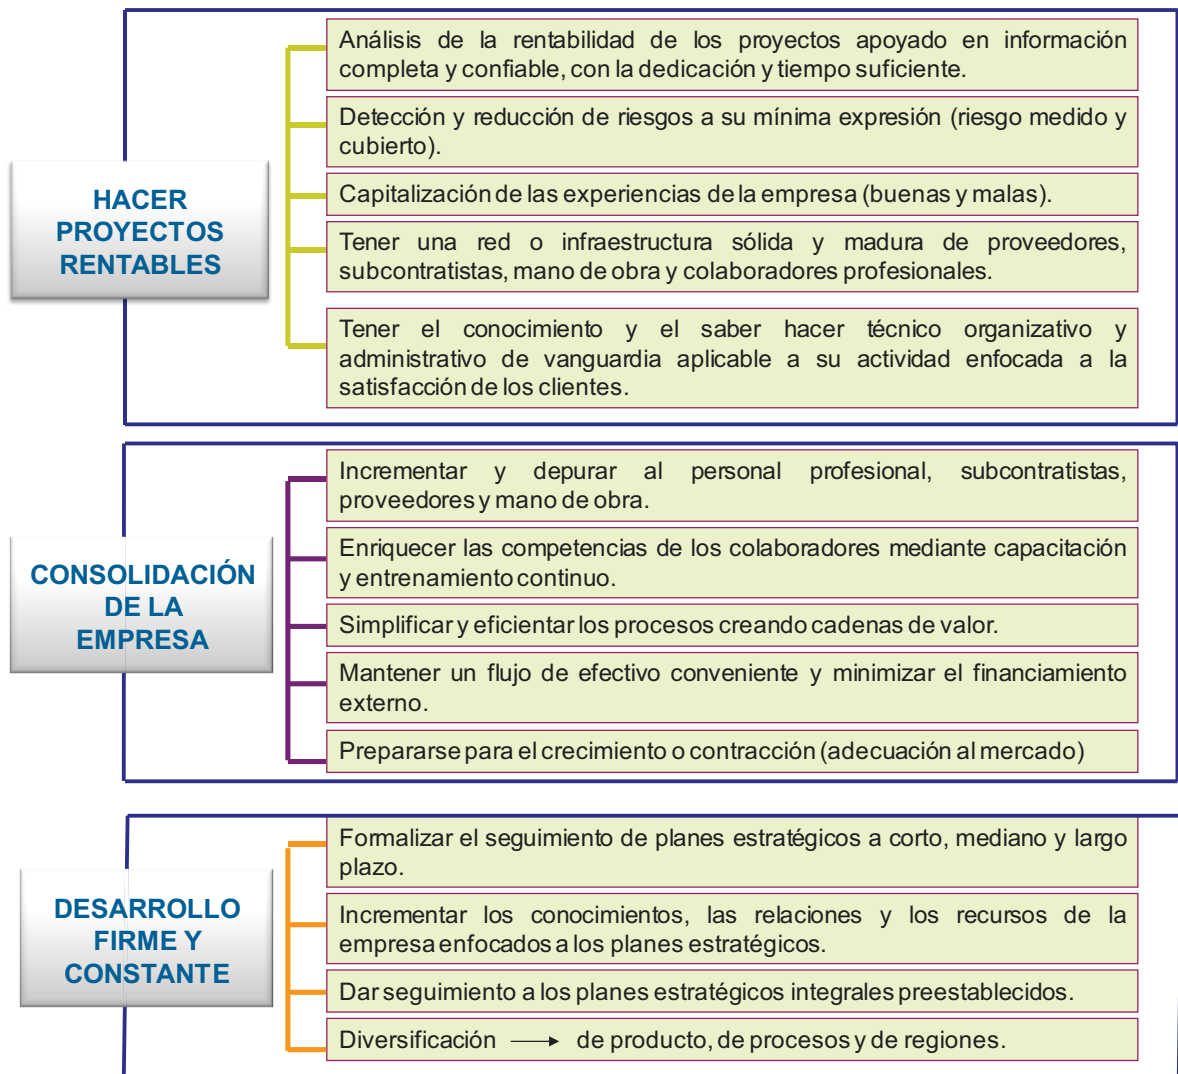 HACER
PROYECTOS
RENTABLES
Análisis de la rentabilidad de los proyectos apoyado en información
completa y confiable, con la dedicación y tiempo suficiente.
Detección y reducción de riesgos a su mínima expresión (riesgo medido y
cubierto).
Capitalización de las experiencias de la empresa (buenas y malas).
Tener una red o infraestructura sólida y madura de proveedores,
subcontratistas, mano de obra y colaboradores profesionales.
Tener el conocimiento y el saber hacer técnico organizativo y
administrativo de vanguardia aplicable a su actividad enfocada a la
satisfacción de los clientes.
CONSOLIDACIÓN
DE LA
EMPRESA
Incrementar y depurar al personal profesional, subcontratistas,
proveedores y mano de obra.
Enriquecer las competencias de los colaboradores mediante capacitación
y entrenamiento continuo.
Simplificar y eficientar los procesos creando cadenas de valor.
Mantener un flujo de efectivo conveniente y minimizar el financiamiento
externo.
Prepararse para el crecimiento o contracción (adecuación al mercado)
DESARROLLO
FIRME Y
CONSTANTE
Formalizar el seguimiento de planes estratégicos a corto, mediano y largo
plazo.
Incrementar los conocimientos, las relaciones y los recursos de la
empresa enfocados a los planes estratégicos.
Dar seguimiento a los planes estratégicos integrales preestablecidos.
Diversificación → de producto, de procesos y de regiones.